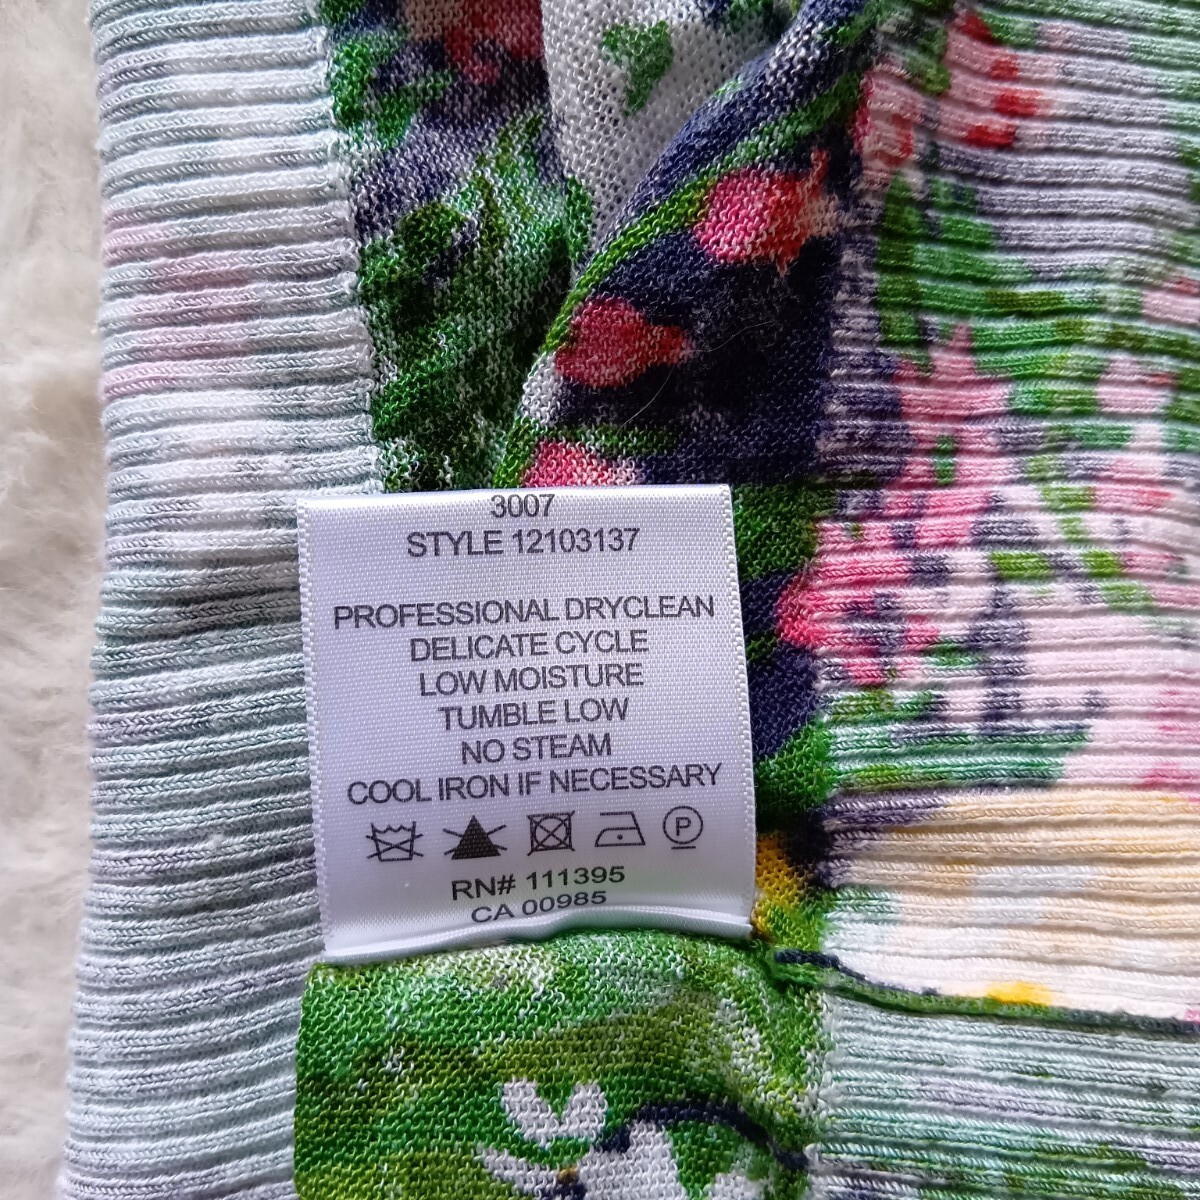 3007
STYLE 12103137
PROFESSIONAL DRYCLEAN
DELICATE CYCLE
LOW MOISTURE
TUMBLE LOW
NO STEAM
COOL IRON IF NECESSARY
P
RN# 111395
CA 00985